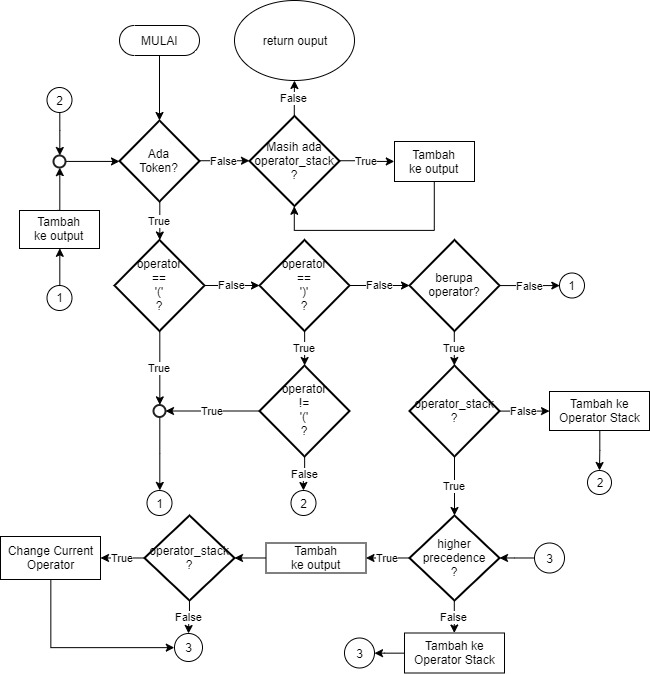 MULAI
return ouput
2
False
Ada
Token?
False
Masih ada
operator_stack
?
True
Tambah
ke output
Tambah
ke output
True
1
operator
==
'('
?
False
operator
==
')'
?
False
berupa
operator?
False
1
True
True
True
operator
!=
'('
?
True
operator_stack
?
False
Tambah ke
Operator Stack
False
True
2
1
2
Change Current
Operator
True
operator_stack
?
Tambah
ke output
True
higher
precedence
?
3
False
False
3
3
Tambah ke
Operator Stack